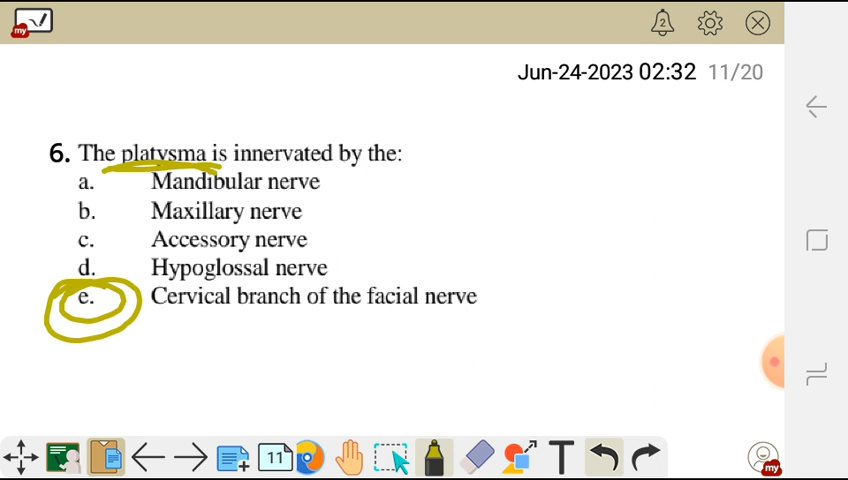 my
2
Jun-24-2023 02:32 11/20
6. The platysma is innervated by the:
a. Mandibular nerve
b. Maxillary nerve
c. Accessory nerve
d. Hypoglossal nerve
e. Cervical branch of the facial nerve
11
T
my